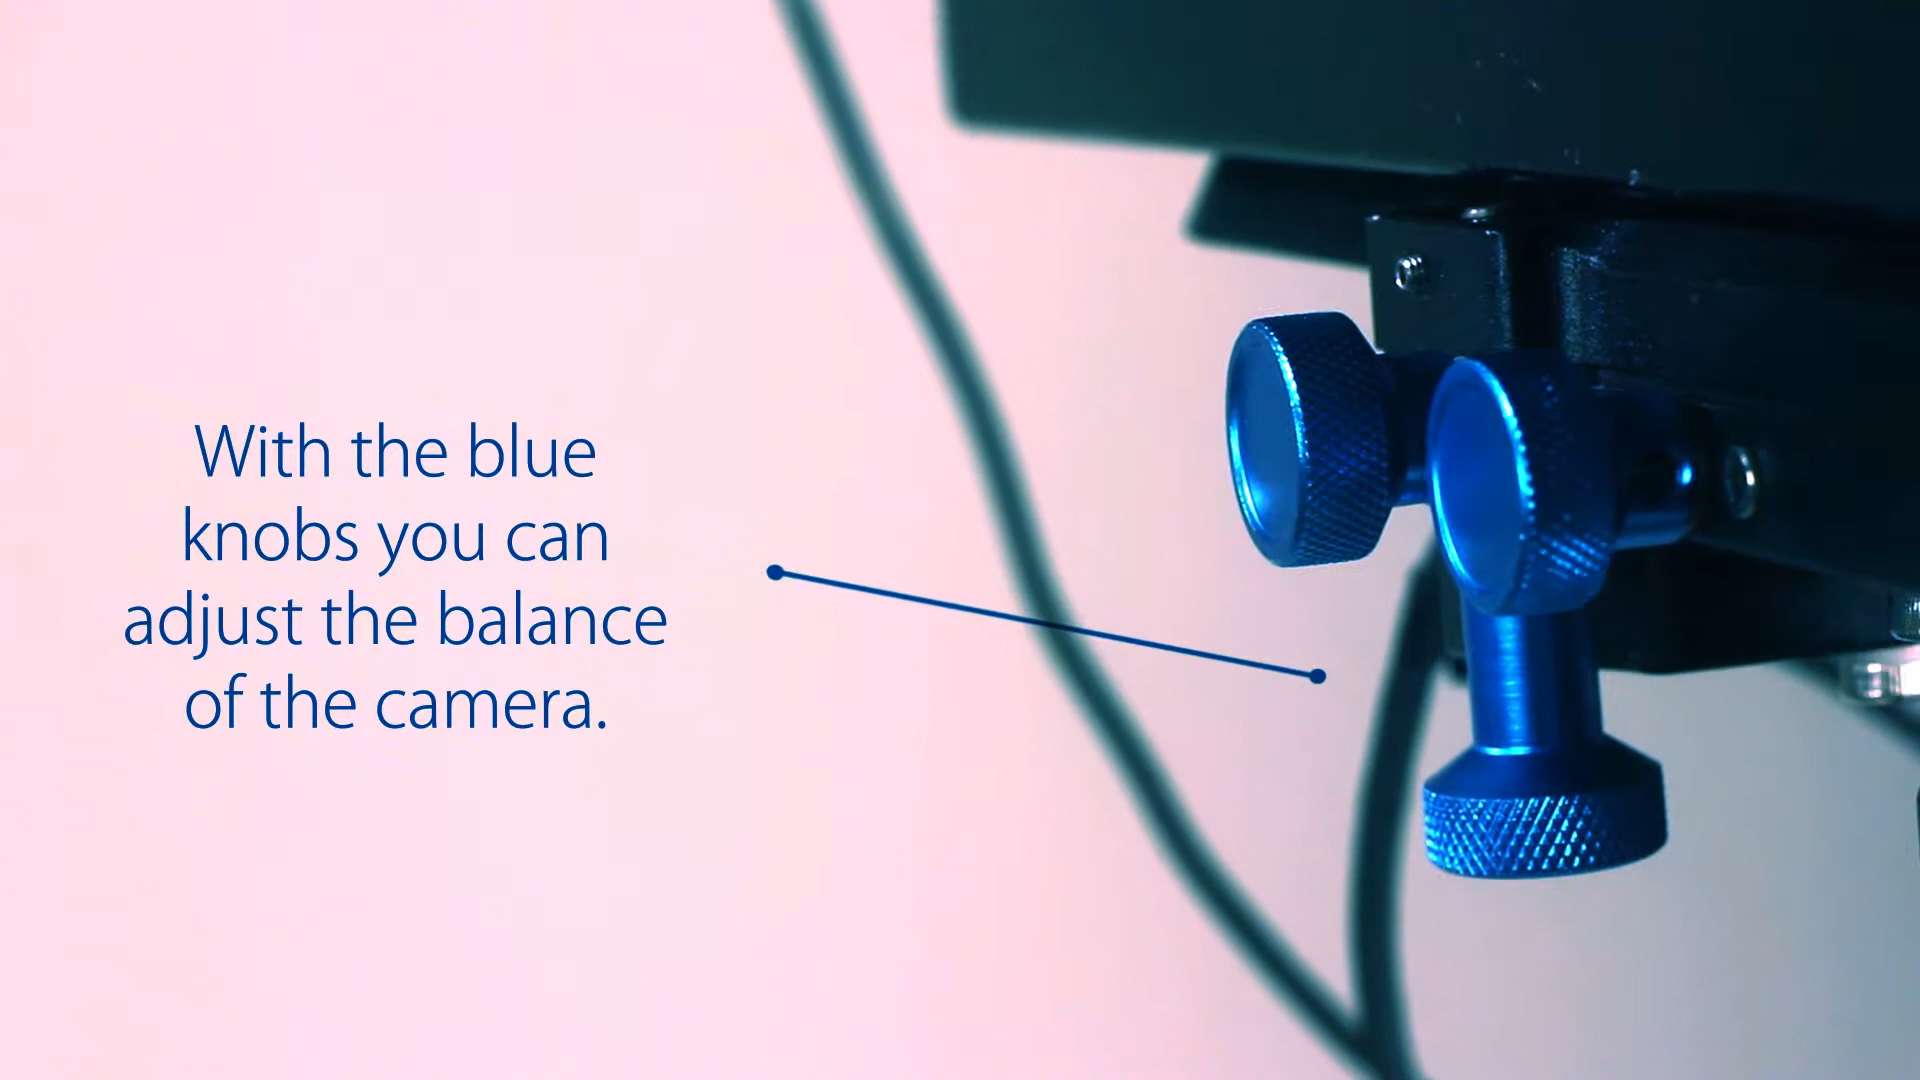 With the blue
knobs you can
adjust the balance
of the camera.